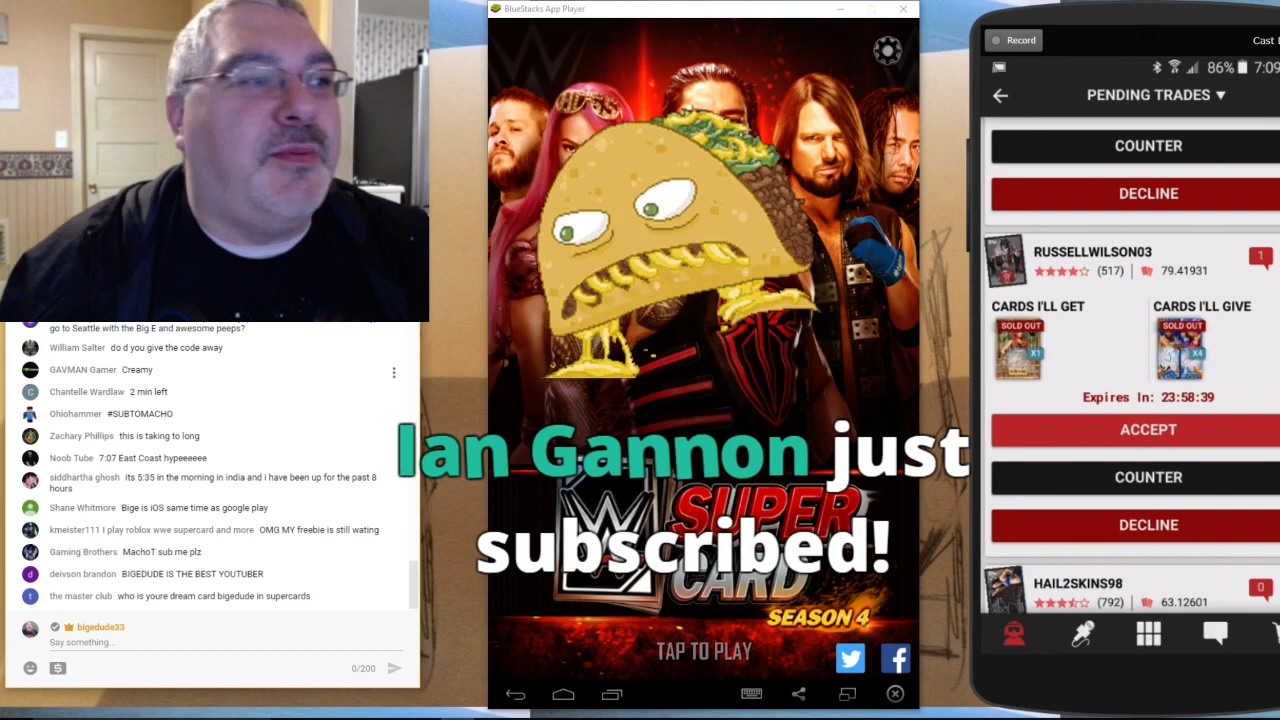 BlueStacks App Player
go to Seattle with the Big E and awesome peeps?
William Salter do d you give the code away
GAVMAN Gamer Creamy
C Chantelle Wardlaw 2 min left
Ohiohammer #SUBTOMACHO
Zachary Phillips this is taking to long
Noob Tube 7:07 East Coast hypeeeeee
siddhartha ghosh its 5:35 in the morning in india and i have been up for the past 8
hours
Shane Whitmore Bige is iOS same time as google play
kmeister111 I play roblox wwe supercard and more OMG MY freebie is still wating
Gaming Brothers MachoT sub me plz
d deivson brandon BIGEDUDE IS THE BEST YOUTUBER
t the master club who is youre dream card bigedude in supercards
bigedude33
Say something...
0/200
Ian Gannon just
subscribed!
SUPER
CARD
SEASON 4
TAP TO PLAY
Record
Cast
86% 7:09
PENDING TRADES
COUNTER
DECLINE
RUSSELLWILSON03
1
(517) 79.41931
CARDS I'LL GET CARDS I'LL GIVE
SOLD OUT SOLD OUT
X1 X4
Expires In: 23:58:39
ACCEPT
COUNTER
DECLINE
HAIL2SKINS98
0
(792) 63.12601